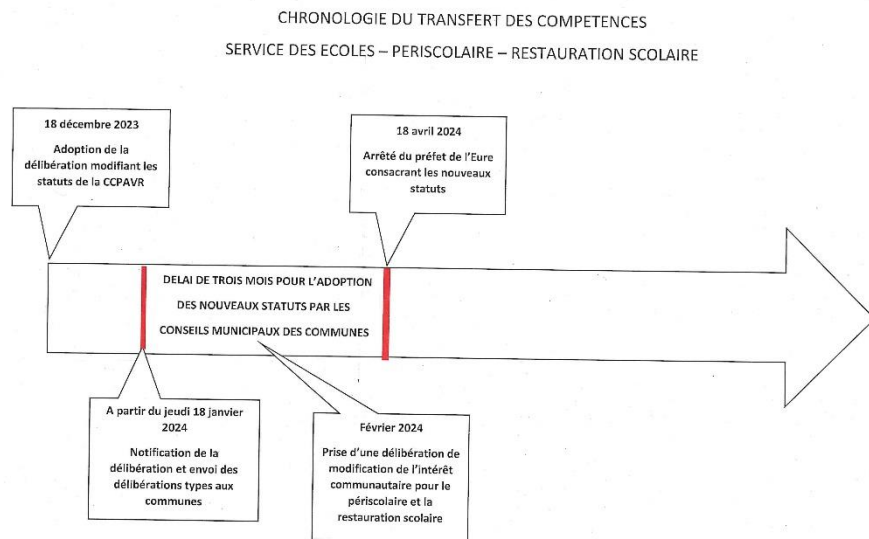 CHRONOLOGIE DU TRANSFERT DES COMPETENCES
SERVICE DES ECOLES – PERISCOLAIRE – RESTAURATION SCOLAIRE
18 décembre 2023
Adoption de la
délibération modifiant les
statuts de la CCPAVR
18 avril 2024
Arrêté du préfet de l'Eure
consacrant les nouveaux
statuts
DELAI DE TROIS MOIS POUR L'ADOPTION
DES NOUVEAUX STATUTS PAR LES
CONSEILS MUNICIPAUX DES COMMUNES
A partir du jeudi 18 janvier
2024
Notification de la
délibération et envoi des
délibérations types aux
communes
Février 2024
Prise d'une délibération de
modification de l'intérêt
communautaire pour le
périscolaire et la
restauration scolaire